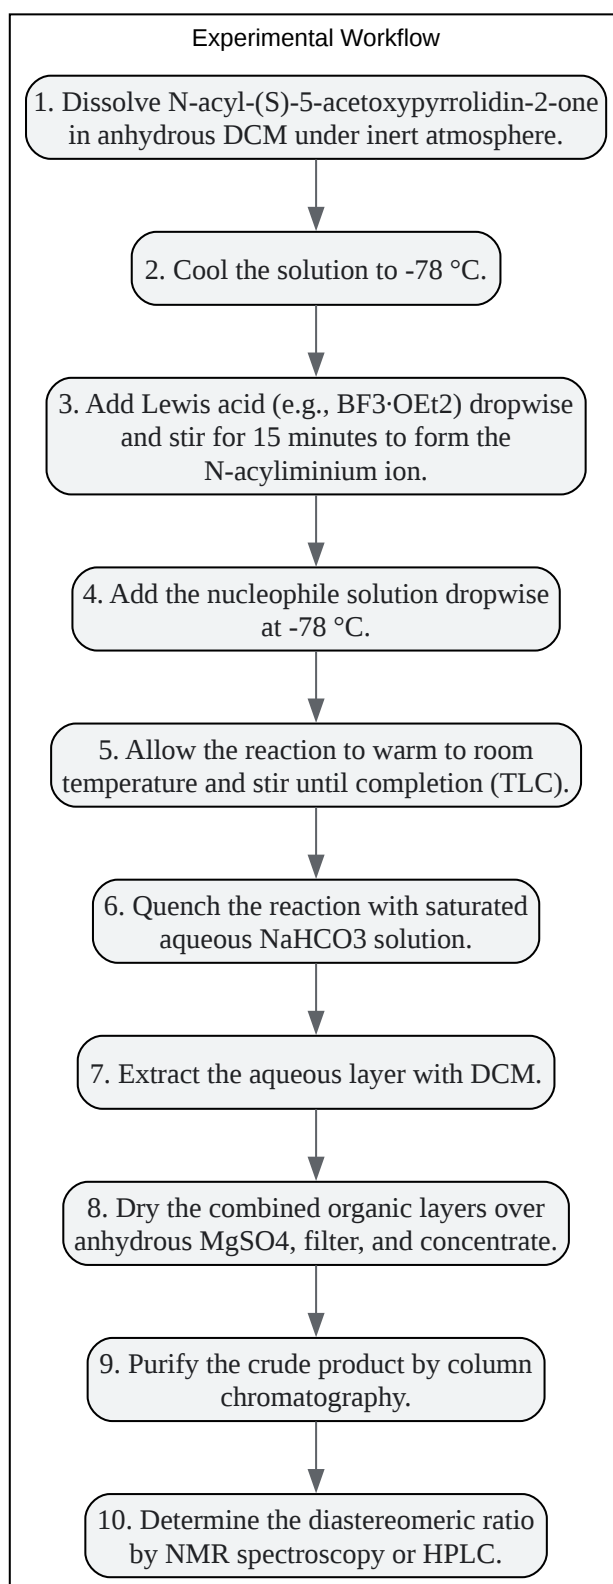 Experimental Workflow
1. Dissolve N-acyl-(S)-5-acetoxypyrrolidin-2-one
in anhydrous DCM under inert atmosphere.
2. Cool the solution to -78 °C.
3. Add Lewis acid (e.g., BF3·OEt2) dropwise
and stir for 15 minutes to form the
N-acyliminium ion.
4. Add the nucleophile solution dropwise
at -78 °C.
5. Allow the reaction to warm to room
temperature and stir until completion (TLC).
6. Quench the reaction with saturated
aqueous NaHCO3 solution.
7. Extract the aqueous layer with DCM.
8. Dry the combined organic layers over
anhydrous MgSO4, filter, and concentrate.
9. Purify the crude product by column
chromatography.
10. Determine the diastereomeric ratio
by NMR spectroscopy or HPLC.